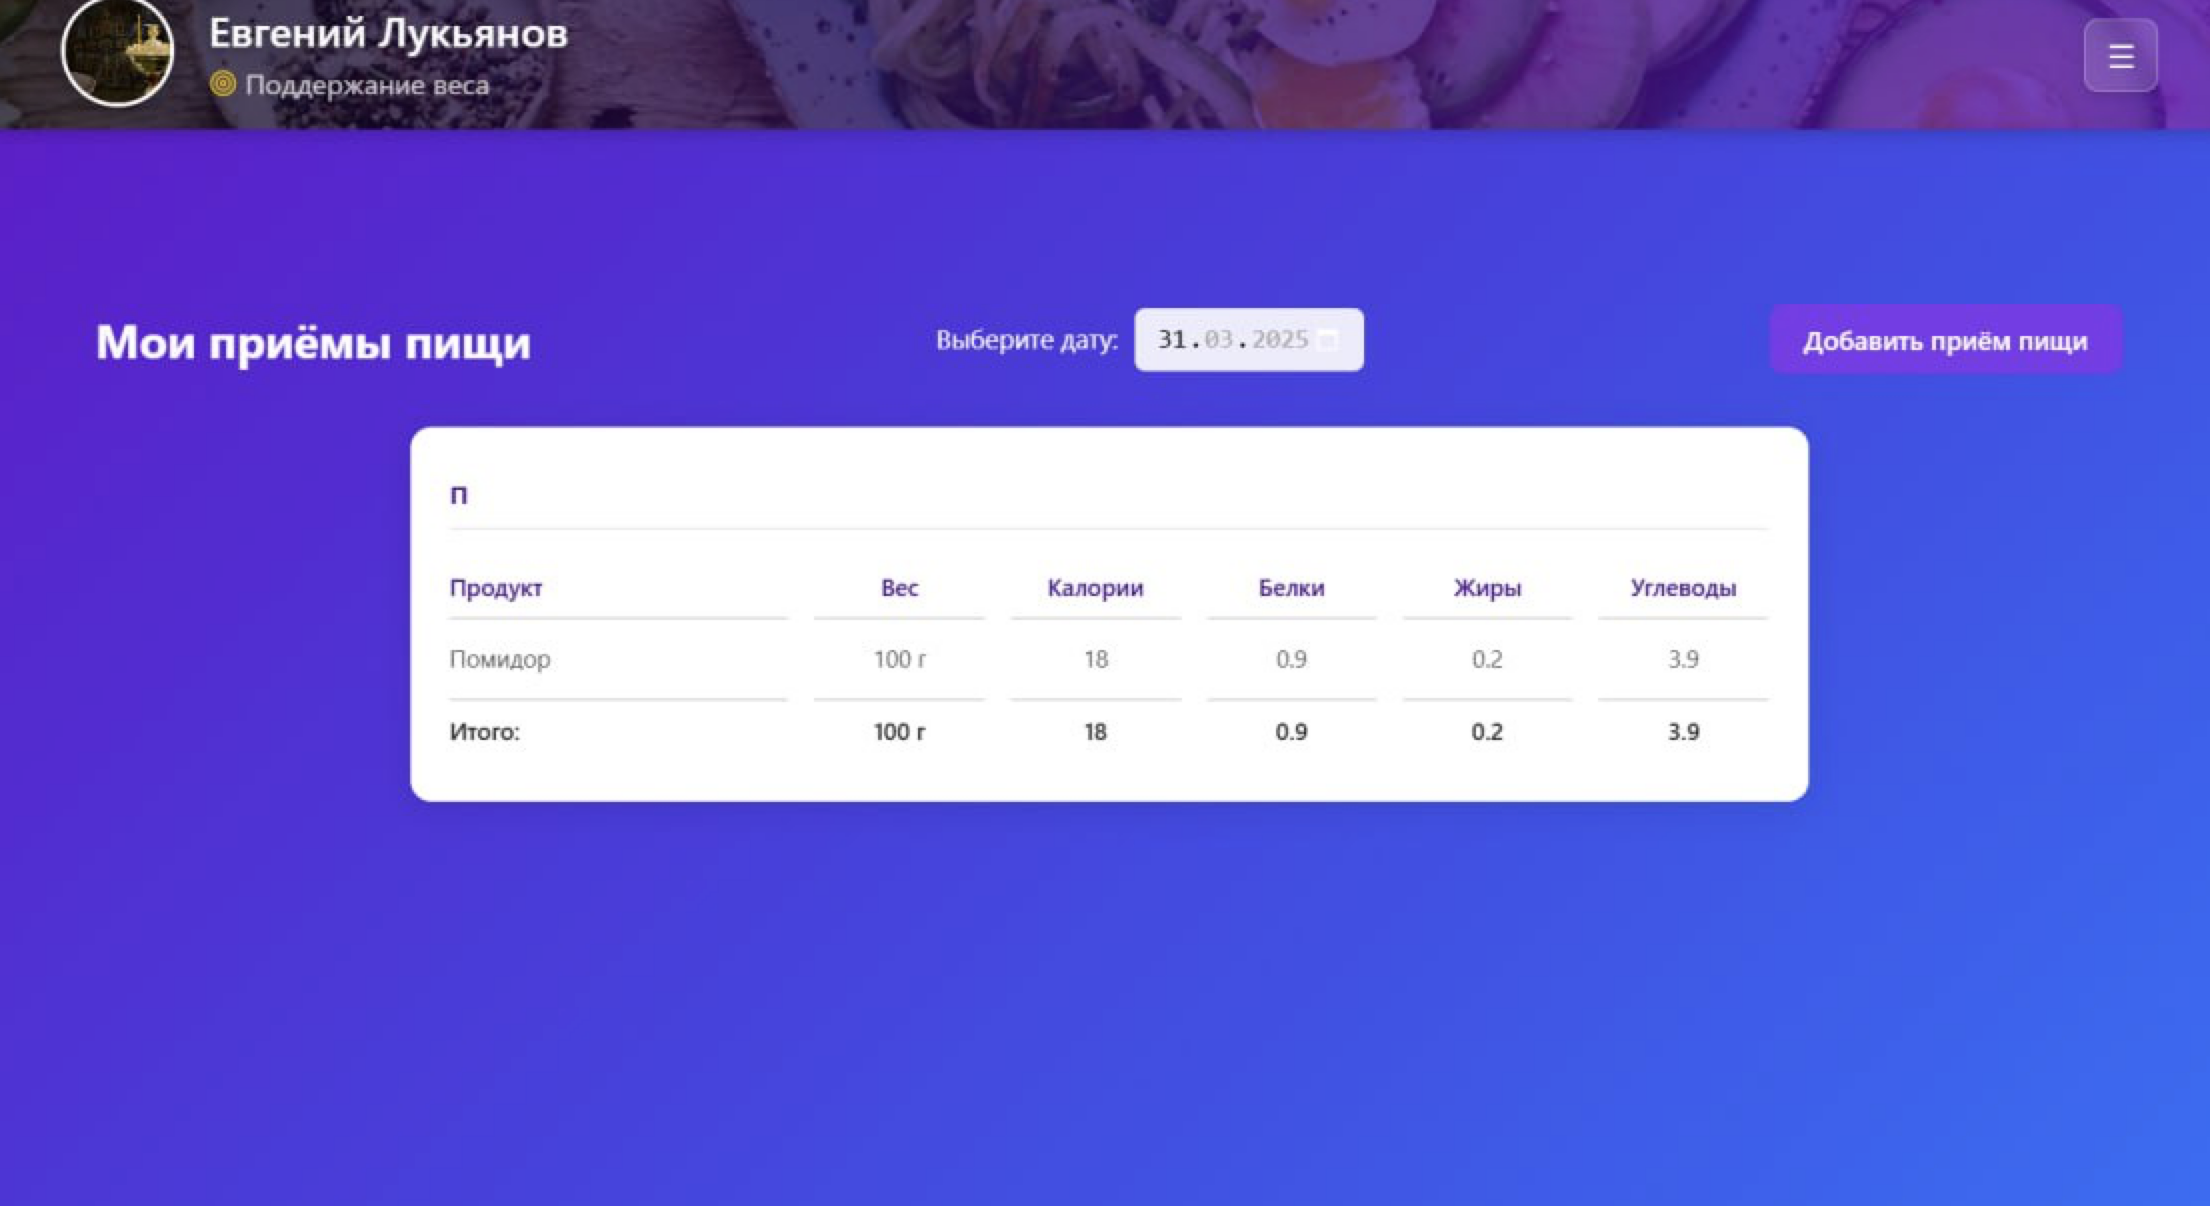 Евгений Лукьянов
Поддержание веса
Мои приёмы пищи
Выберите дату: 31.03.2025
Добавить приём пищи
П
Продукт Вес Калории Белки Жиры Углеводы
Помидор 100 г 18 0.9 0.2 3.9
Итого: 100 г 18 0.9 0.2 3.9